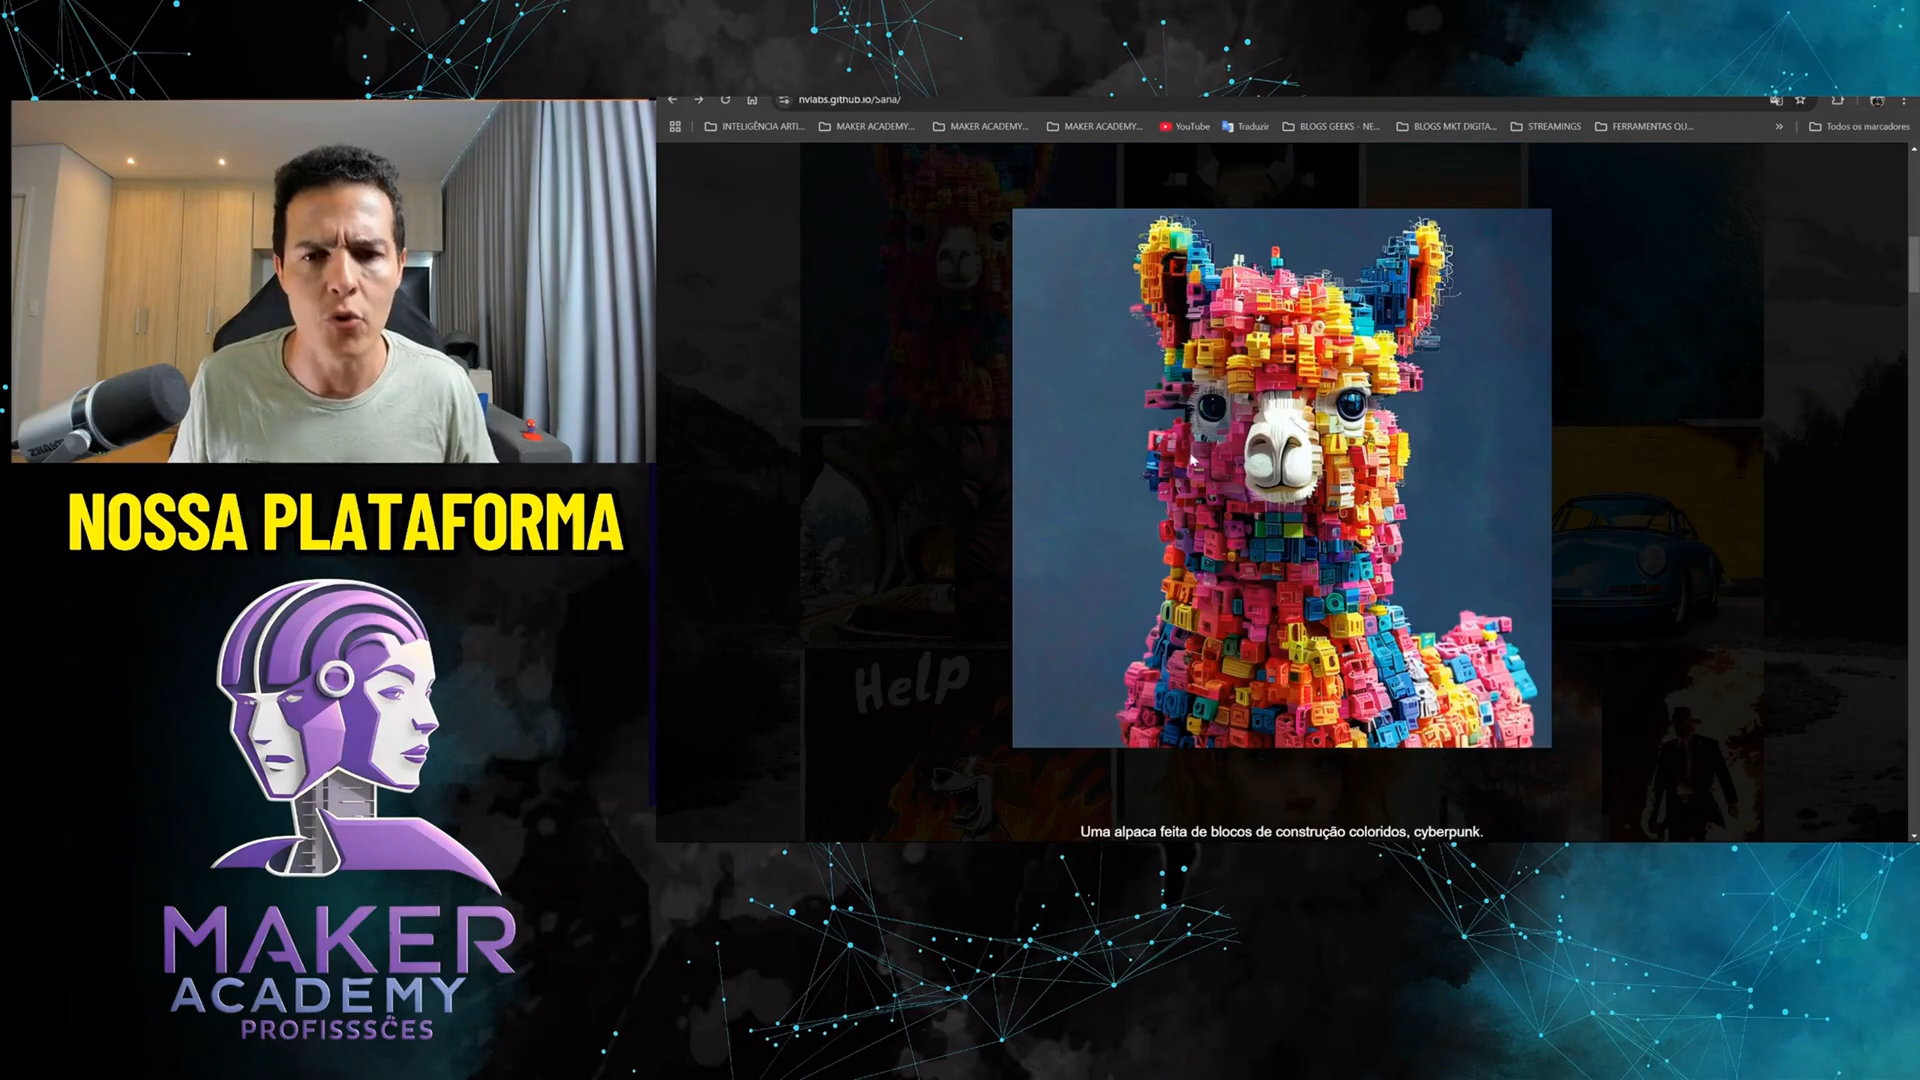 nvlabs.github.io/Sana/
INTELIGÊNCIA ARTI...
MAKER ACADEMY...
MAKER ACADEMY...
MAKER ACADEMY...
YouTube
Traduzir
BLOGS GEEKS - NE...
BLOGS MKT DIGITA...
STREAMINGS
FERRAMENTAS QU...
»
Todos os marcadores
NOSSA PLATAFORMA
Help
Uma alpaca feita de blocos de construção coloridos, cyberpunk.
MAKER
ACADEMY
PROFISSSÕES